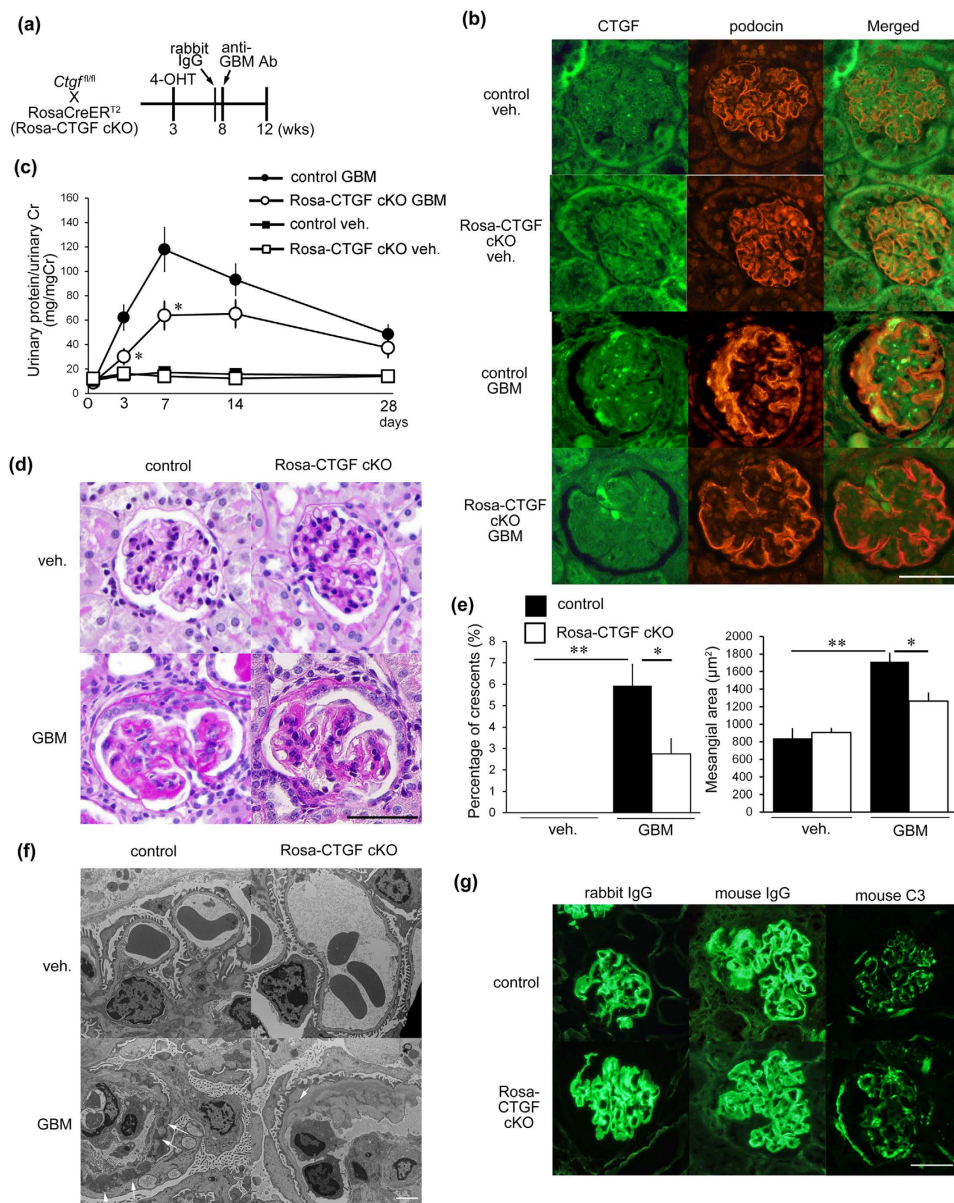 (a)
rabbit
IgG
anti-
GBM Ab
Ctgf fl/fl
X
RosaCreERT2
(Rosa-CTGF cKO)
4-OHT
3
8
12 (wks)
(b)
CTGF
podocin
Merged
control
veh.
Rosa-CTGF
cKO
veh.
control
GBM
Rosa-CTGF
cKO
GBM
(c)
control GBM
Rosa-CTGF cKO GBM
control veh.
Rosa-CTGF cKO veh.
Urinary protein/urinary Cr
(mg/mgCr)
160
140
120
100
80
60
40
20
0
*
*
0
3
7
14
28
days
(d)
control
Rosa-CTGF cKO
veh.
GBM
(e)
control
Rosa-CTGF cKO
Percentage of crescents (%)
8
7
6
5
4
3
2
1
0
**
*
veh.
GBM
Mesangial area (µm²)
2000
1800
1600
1400
1200
1000
800
600
400
200
0
**
*
veh.
GBM
(f)
control
Rosa-CTGF cKO
veh.
GBM
(g)
rabbit IgG
mouse IgG
mouse C3
control
Rosa-
CTGF
cKO